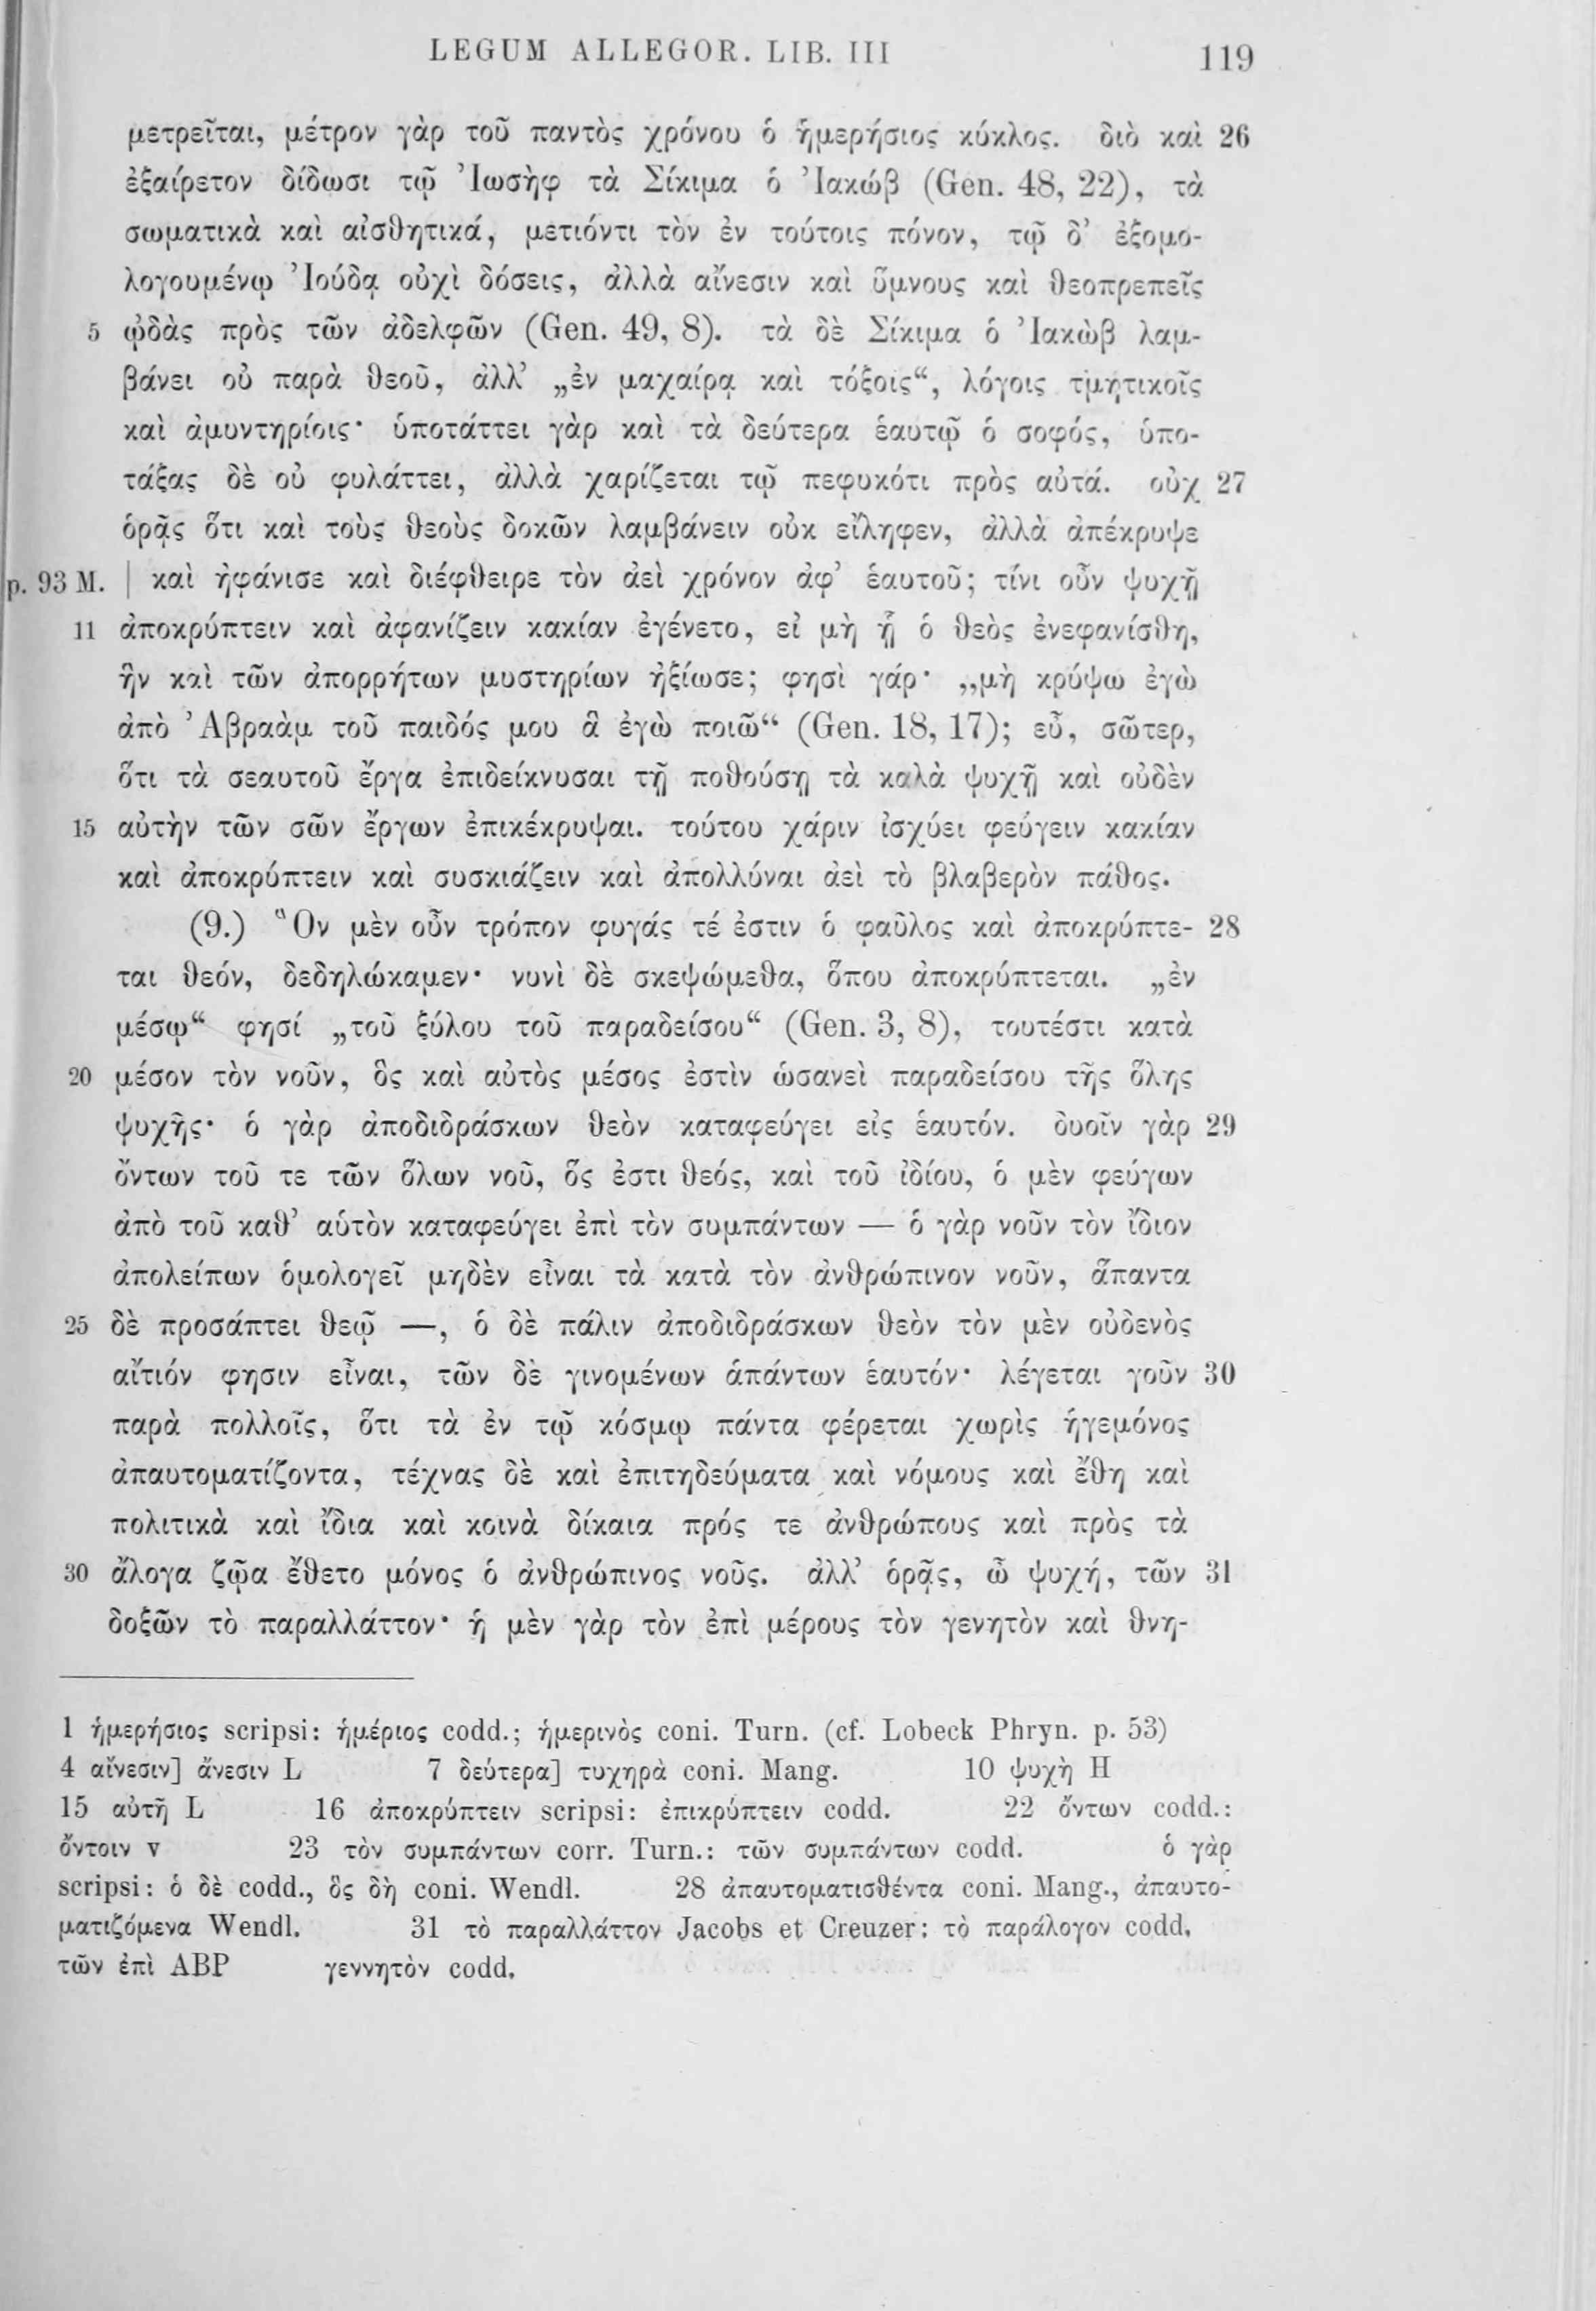 LEGUM ALLEGOR. LIB. III 119
μετρεῖται, μέτρον γὰρ τοῦ παντὸς χρόνου ὁ ἡμερήσιος κύκλος. διὸ καὶ 26
ἐξαίρετον δίδωσι τῷ Ἰωσὴφ τὰ Σίκιμα ὁ Ἰακώβ (Gen. 48, 22), τὰ
σωματικὰ καὶ αἰσθητικά, μετιόντι τὸν ἐν τούτοις πόνον, τῷ δ’ ἐξομο-
λογουμένῳ Ἰούδᾳ οὐχὶ δόσεις, ἀλλὰ αἴνεσιν καὶ ὕμνους καὶ θεοπρεπεῖς
5 ᾠδὰς πρὸς τῶν ἀδελφῶν (Gen. 49, 8). τὰ δὲ Σίκιμα ὁ Ἰακὼβ λαμ-
βάνει οὐ παρὰ θεοῦ, ἀλλ’ „ἐν μαχαίρᾳ καὶ τόξοις“, λόγοις τμητικοῖς
καὶ ἀμυντηρίοις· ὑποτάττει γὰρ καὶ τὰ δεύτερα ἑαυτῷ ὁ σοφός, ὑπο-
τάξας δὲ οὐ φυλάττει, ἀλλὰ χαρίζεται τῷ πεφυκότι πρὸς αὐτά. οὐχ 27
ὁρᾷς ὅτι καὶ τοὺς θεοὺς δοκῶν λαμβάνειν οὐκ εἴληφεν, ἀλλὰ ἀπέκρυψε
p. 93 M. | καὶ ἠφάνισε καὶ διέφθειρε τὸν ἀεὶ χρόνον ἀφ’ ἑαυτοῦ; τίνι οὖν ψυχῇ
11 ἀποκρύπτειν καὶ ἀφανίζειν κακίαν ἐγένετο, εἰ μὴ ᾗ ὁ θεὸς ἐνεφανίσθη,
ἣν καὶ τῶν ἀπορρήτων μυστηρίων ἠξίωσε; φησὶ γάρ· „μὴ κρύψω ἐγὼ
ἀπὸ Ἀβραὰμ τοῦ παιδός μου ἃ ἐγὼ ποιῶ“ (Gen. 18, 17); εὖ, σῶτερ,
ὅτι τὰ σεαυτοῦ ἔργα ἐπιδείκνυσαι τῇ ποθούσῃ τὰ καλὰ ψυχῇ καὶ οὐδὲν
15 αὐτὴν τῶν σῶν ἔργων ἐπικέκρυψαι. τούτου χάριν ἰσχύει φεύγειν κακίαν
καὶ ἀποκρύπτειν καὶ συσκιάζειν καὶ ἀπολλύναι ἀεὶ τὸ βλαβερὸν πάθος.
(9.) Ὃν μὲν οὖν τρόπον φυγάς τέ ἐστιν ὁ φαῦλος καὶ ἀποκρύπτε- 28
ται θεόν, δεδηλώκαμεν· νυνὶ δὲ σκεψώμεθα, ὅπου ἀποκρύπτεται. „ἐν
μέσῳ“ φησί „τοῦ ξύλου τοῦ παραδείσου“ (Gen. 3, 8), τουτέστι κατὰ
20 μέσον τὸν νοῦν, ὃς καὶ αὐτὸς μέσος ἐστὶν ὡσανεὶ παραδείσου τῆς ὅλης
ψυχῆς· ὁ γὰρ ἀποδιδράσκων θεὸν καταφεύγει εἰς ἑαυτόν. δυοῖν γὰρ 29
ὄντων τοῦ τε τῶν ὅλων νοῦ, ὅς ἐστι θεός, καὶ τοῦ ἰδίου, ὁ μὲν φεύγων
ἀπὸ τοῦ καθ’ αὑτὸν καταφεύγει ἐπὶ τὸν συμπάντων — ὁ γὰρ νοῦν τὸν ἴδιον
ἀπολείπων ὁμολογεῖ μηδὲν εἶναι τὰ κατὰ τὸν ἀνθρώπινον νοῦν, ἅπαντα
25 δὲ προσάπτει θεῷ —, ὁ δὲ πάλιν ἀποδιδράσκων θεὸν τὸν μὲν οὐδενὸς
αἴτιόν φησιν εἶναι, τῶν δὲ γινομένων ἁπάντων ἑαυτόν· λέγεται γοῦν 30
παρὰ πολλοῖς, ὅτι τὰ ἐν τῷ κόσμῳ πάντα φέρεται χωρὶς ἡγεμόνος
ἀπαυτοματίζοντα, τέχνας δὲ καὶ ἐπιτηδεύματα καὶ νόμους καὶ ἔθη καὶ
πολιτικὰ καὶ ἴδια καὶ κοινὰ δίκαια πρός τε ἀνθρώπους καὶ πρὸς τὰ
30 ἄλογα ζῷα ἔθετο μόνος ὁ ἀνθρώπινος νοῦς. ἀλλ’ ὁρᾷς, ὦ ψυχή, τῶν 31
δοξῶν τὸ παραλλάττον· ἡ μὲν γὰρ τὸν ἐπὶ μέρους τὸν γενητὸν καὶ θνη-
1 ἡμερήσιος scripsi: ἡμέριος codd.; ἡμερινὸς coni. Turn. (cf. Lobeck Phryn. p. 53)
4 αἴνεσιν] ἄνεσιν L 7 δεύτερα] τυχηρὰ coni. Mang. 10 ψυχὴ H
15 αὐτῆ L 16 ἀποκρύπτειν scripsi: ἐπικρύπτειν codd. 22 ὄντων codd.:
ὄντοιν v 23 τὸν συμπάντων corr. Turn.: τῶν συμπάντων codd. ὁ γὰρ
scripsi: ὁ δὲ codd., ὃς δὴ coni. Wendl. 28 ἀπαυτοματισθέντα coni. Mang., ἀπαυτο-
ματιζόμενα Wendl. 31 τὸ παραλλάττον Jacobs et Creuzer: τὸ παράλογον codd.
τῶν ἐπὶ ABP γεννητὸν codd.